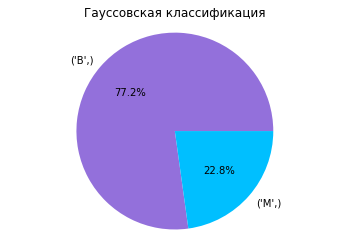 Гауссовская классификация
('B',)
77.2%
22.8%
('M',)